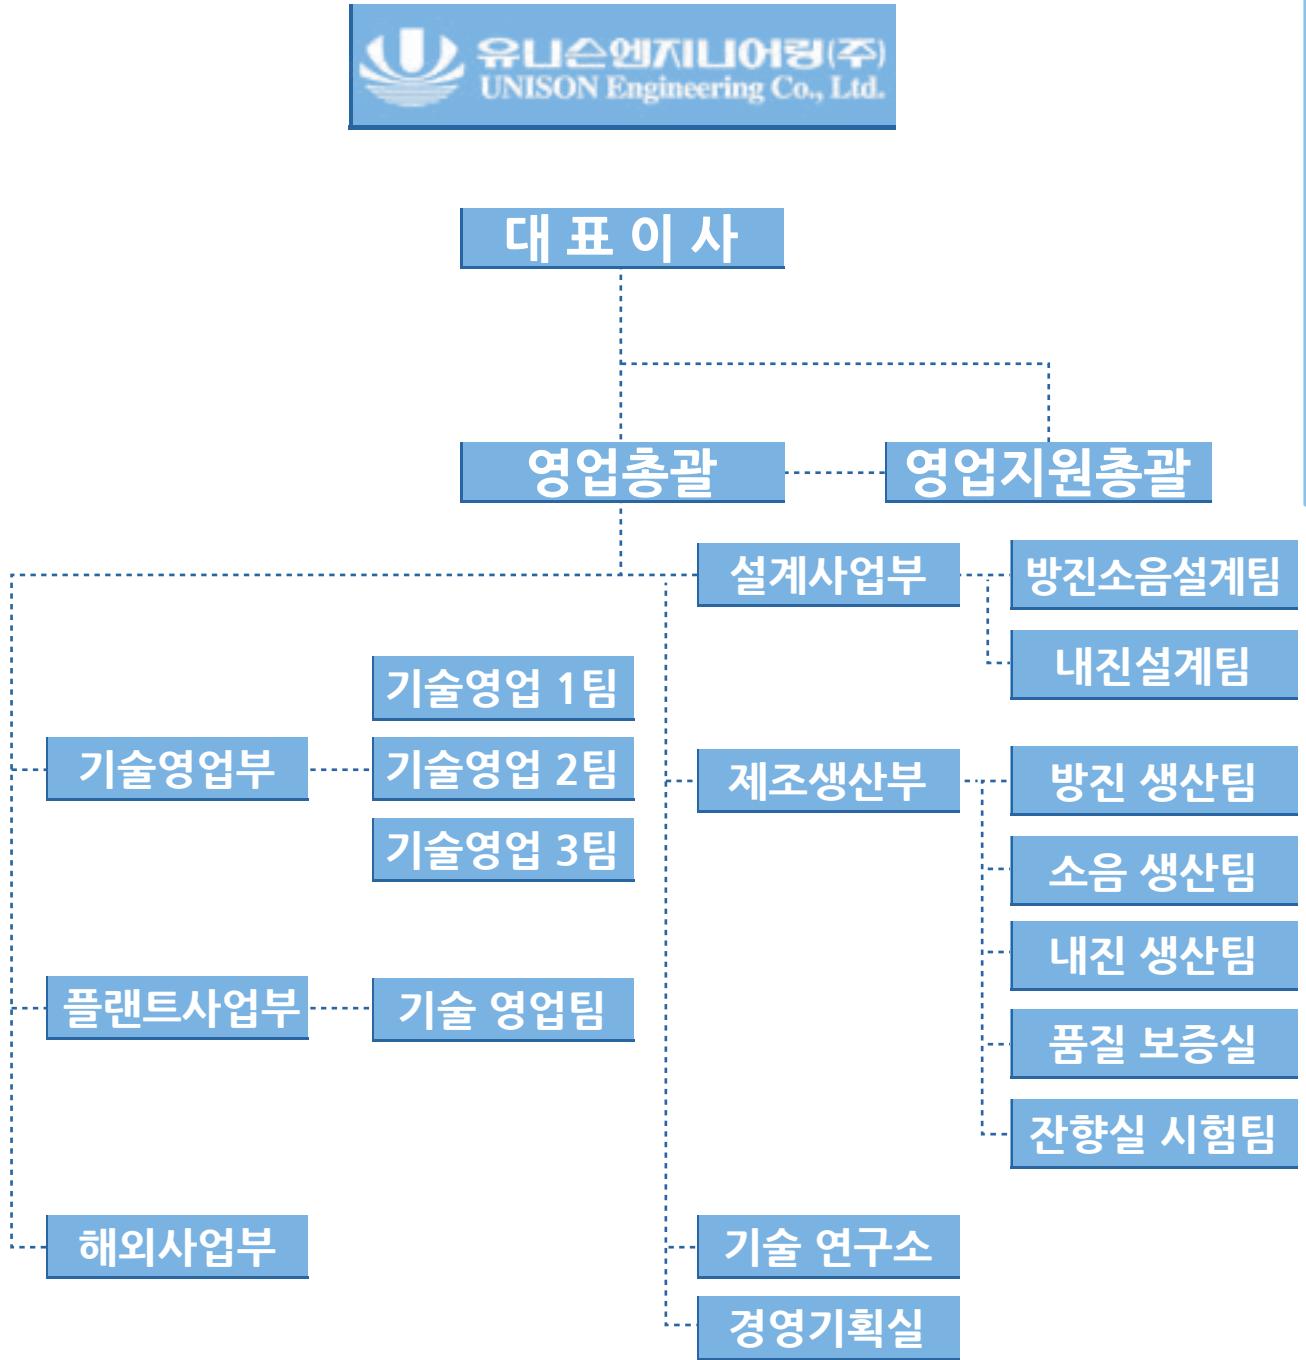 유니슨엔지니어링(주)
UNISON Engineering Co., Ltd.
대 표 이 사
영업총괄
영업지원총괄
설계사업부
방진소음설계팀
내진설계팀
기술영업 1팀
기술영업부
기술영업 2팀
기술영업 3팀
제조생산부
방진 생산팀
소음 생산팀
내진 생산팀
플랜트사업부
기술 영업팀
품질 보증실
잔향실 시험팀
해외사업부
기술 연구소
경영기획실